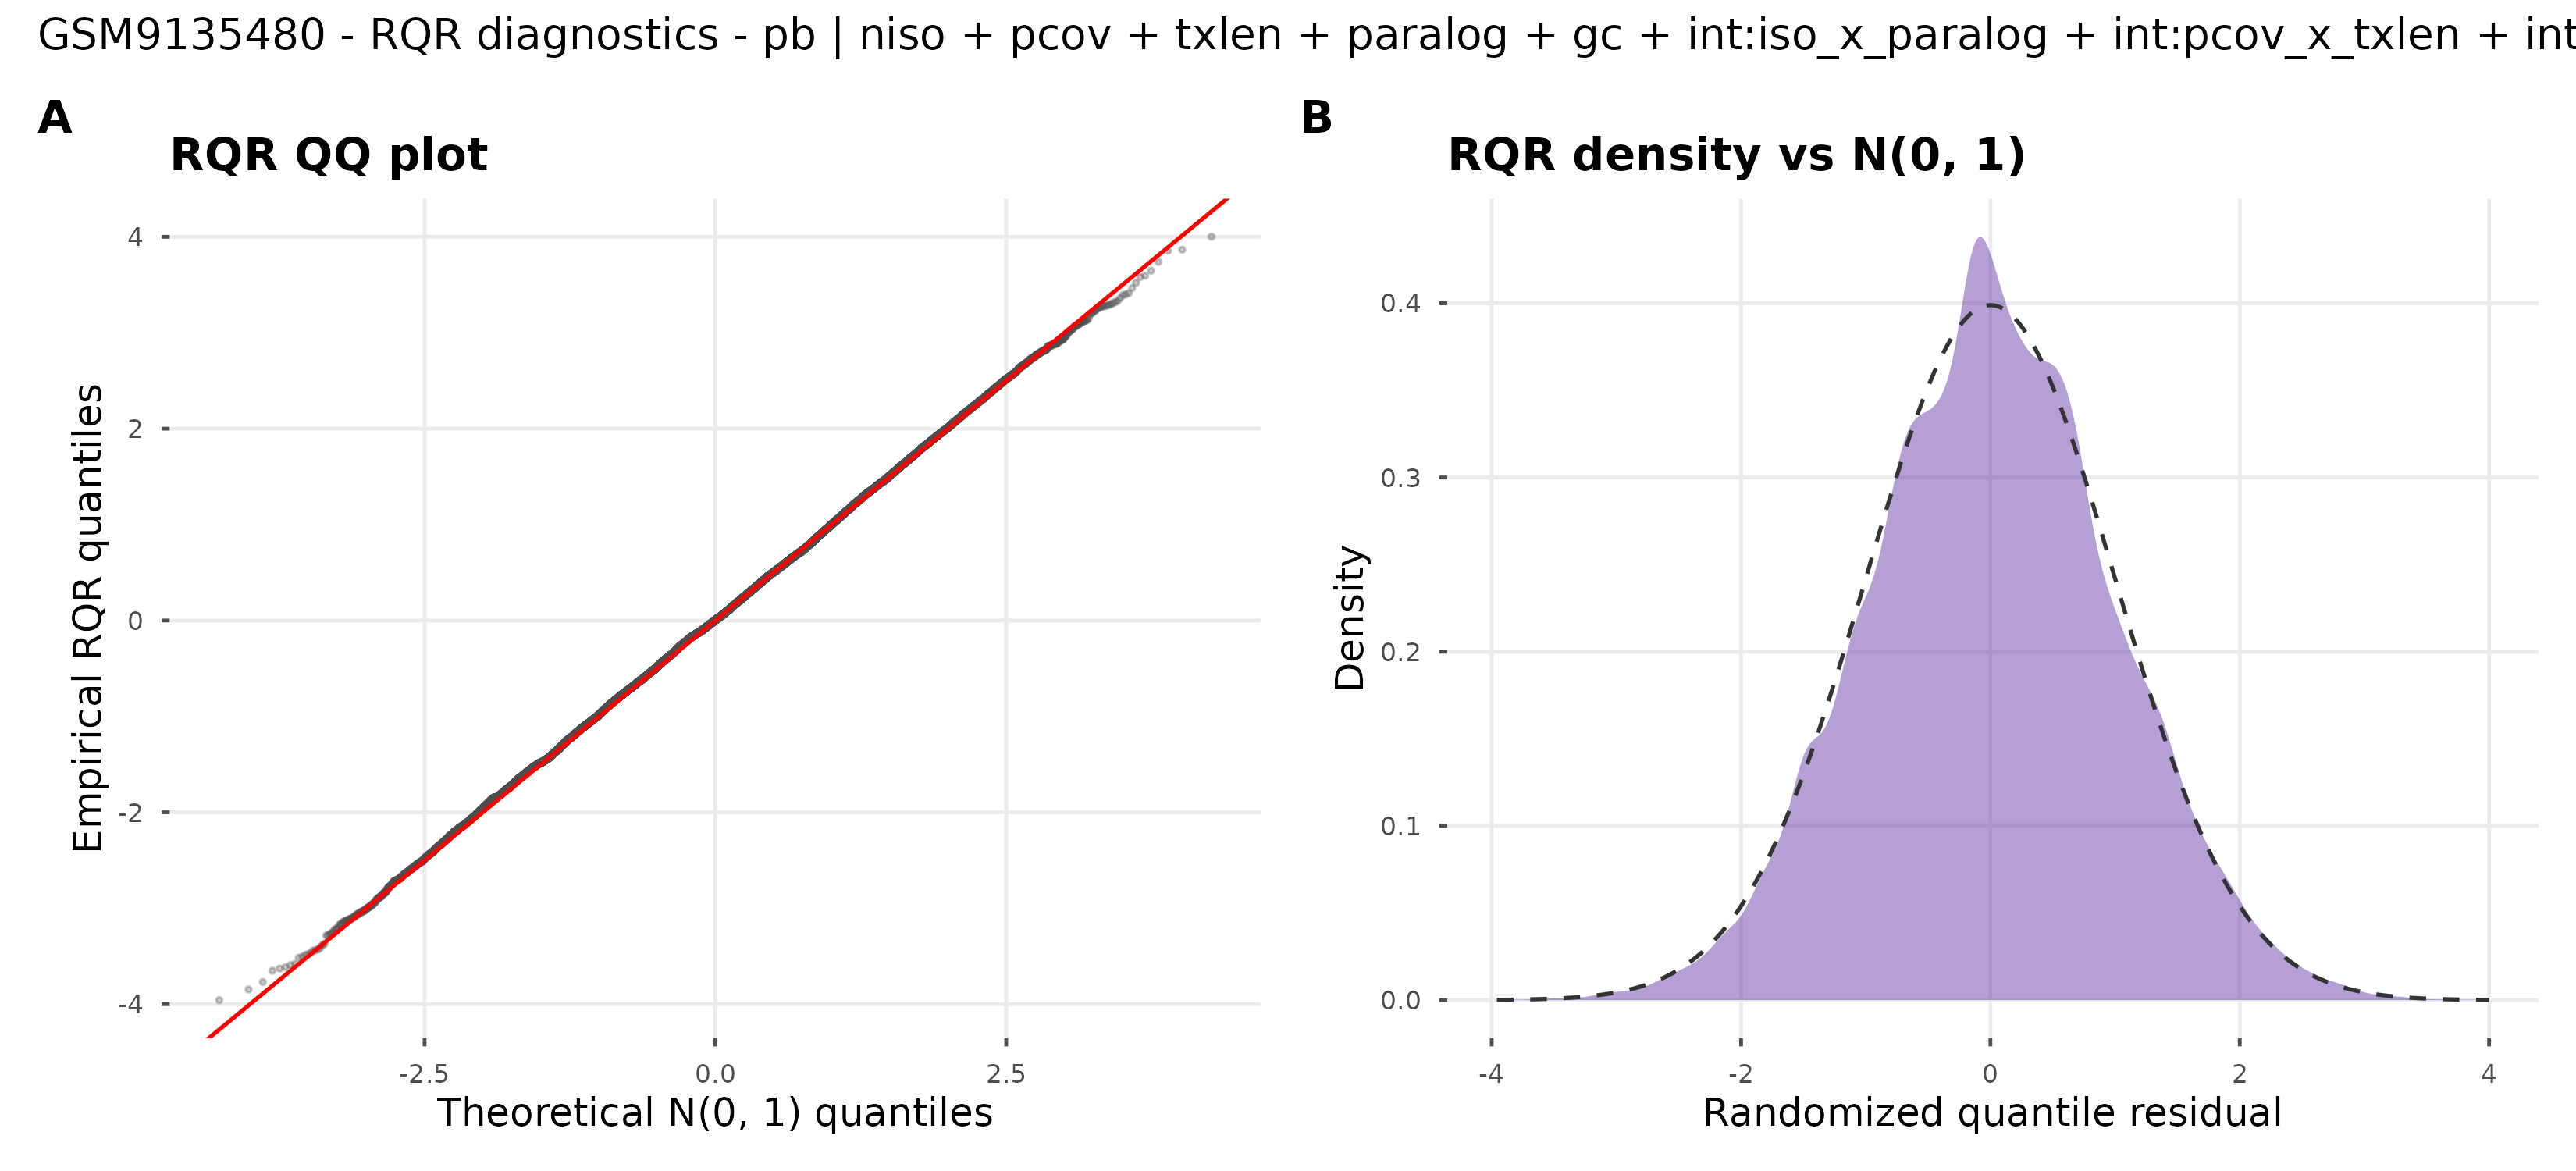 GSM9135480 - RQR diagnostics - pb | niso + pcov + txlen + paralog + gc + int:iso_x_paralog + int:pcov_x_txlen + int
A
RQR QQ plot
Empirical RQR quantiles
4
2
0
-2
-4
-2.5 0.0 2.5
Theoretical N(0, 1) quantiles
B
RQR density vs N(0, 1)
Density
0.4
0.3
0.2
0.1
0.0
-4 -2 0 2 4
Randomized quantile residual